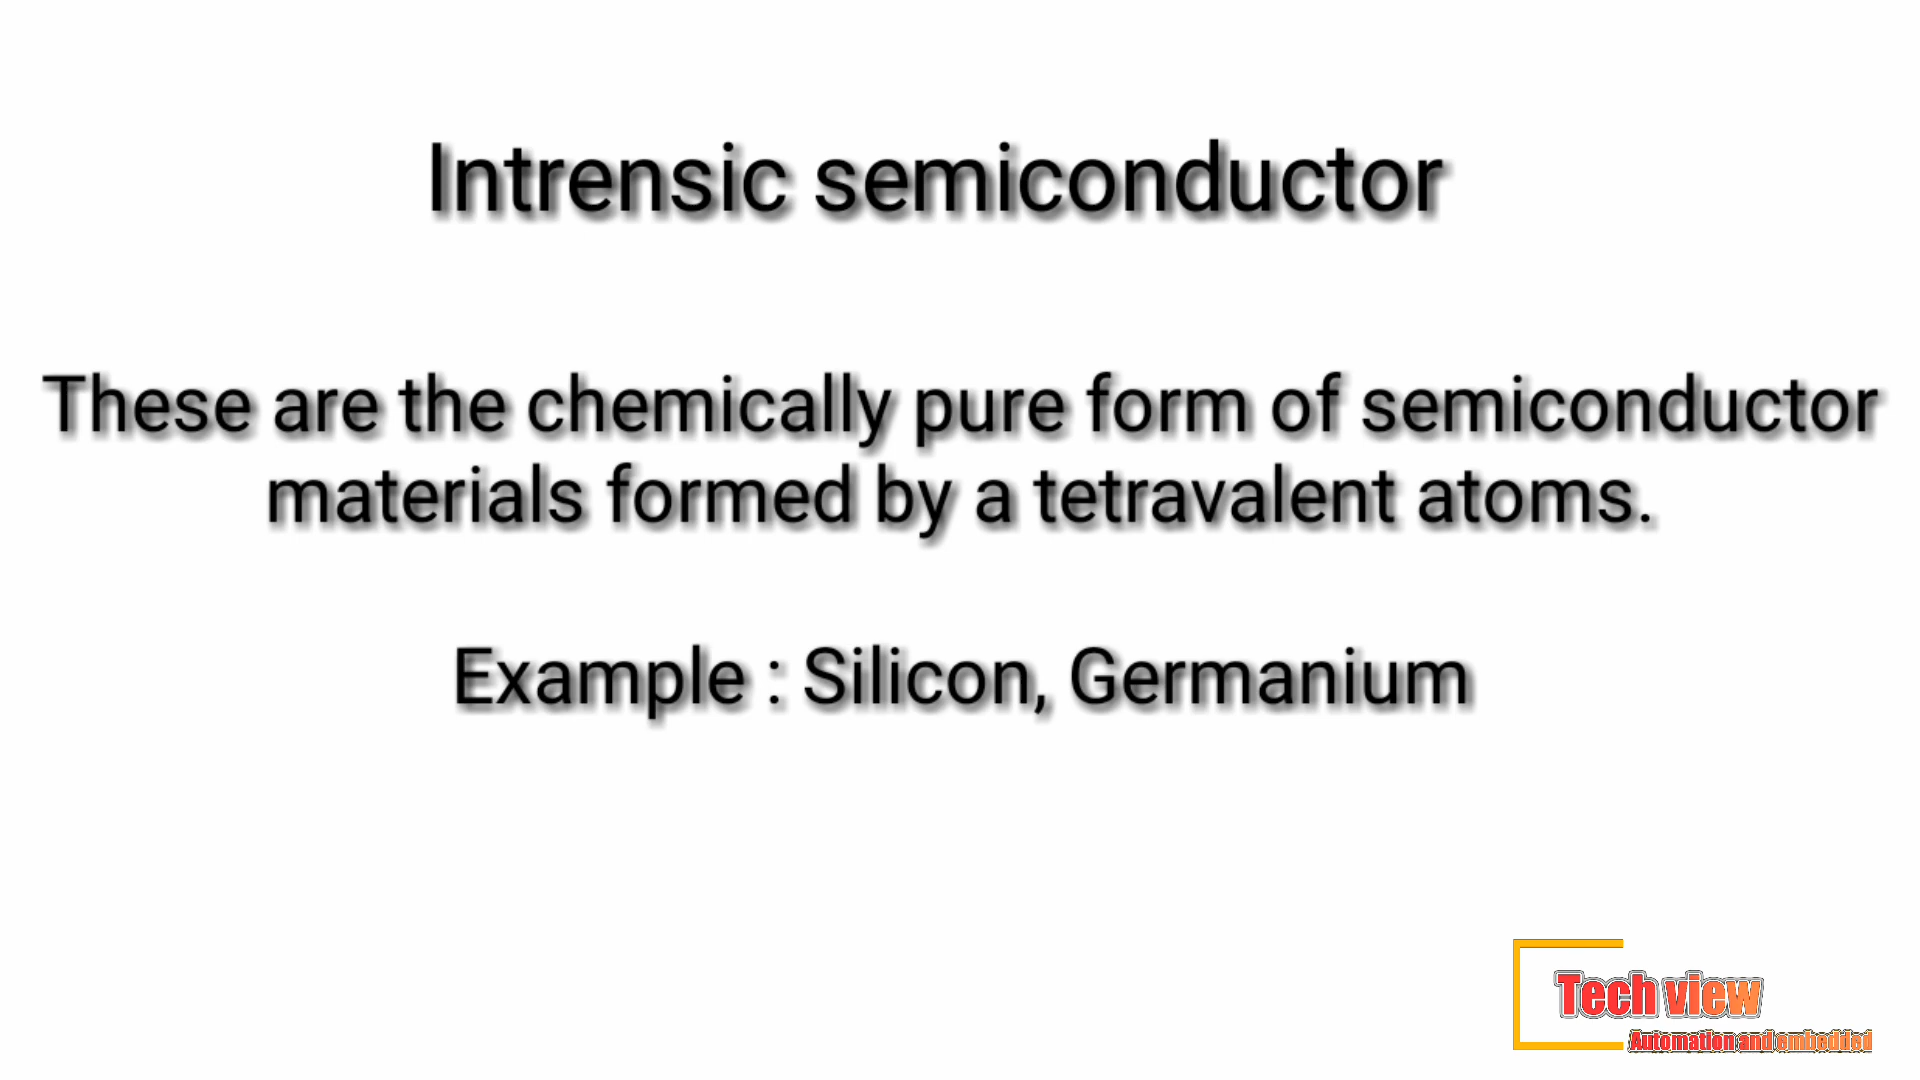 Intrensic semiconductor
These are the chemically pure form of semiconductor
materials formed by a tetravalent atoms.
Example : Silicon, Germanium
Tech view
Automation and embedded